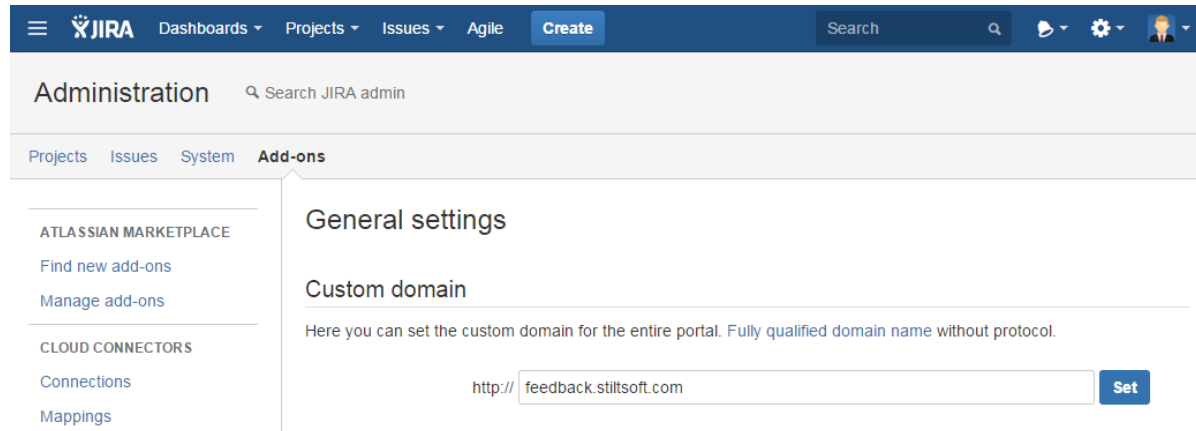 JIRA Dashboards Projects Issues Agile Create Search
Administration Search JIRA admin
Projects Issues System Add-ons
General settings
ATLASSIAN MARKETPLACE
Find new add-ons
Manage add-ons
CLOUD CONNECTORS
Connections
Mappings
Custom domain
Here you can set the custom domain for the entire portal. Fully qualified domain name without protocol.
http:// feedback.stiltsoft.com Set